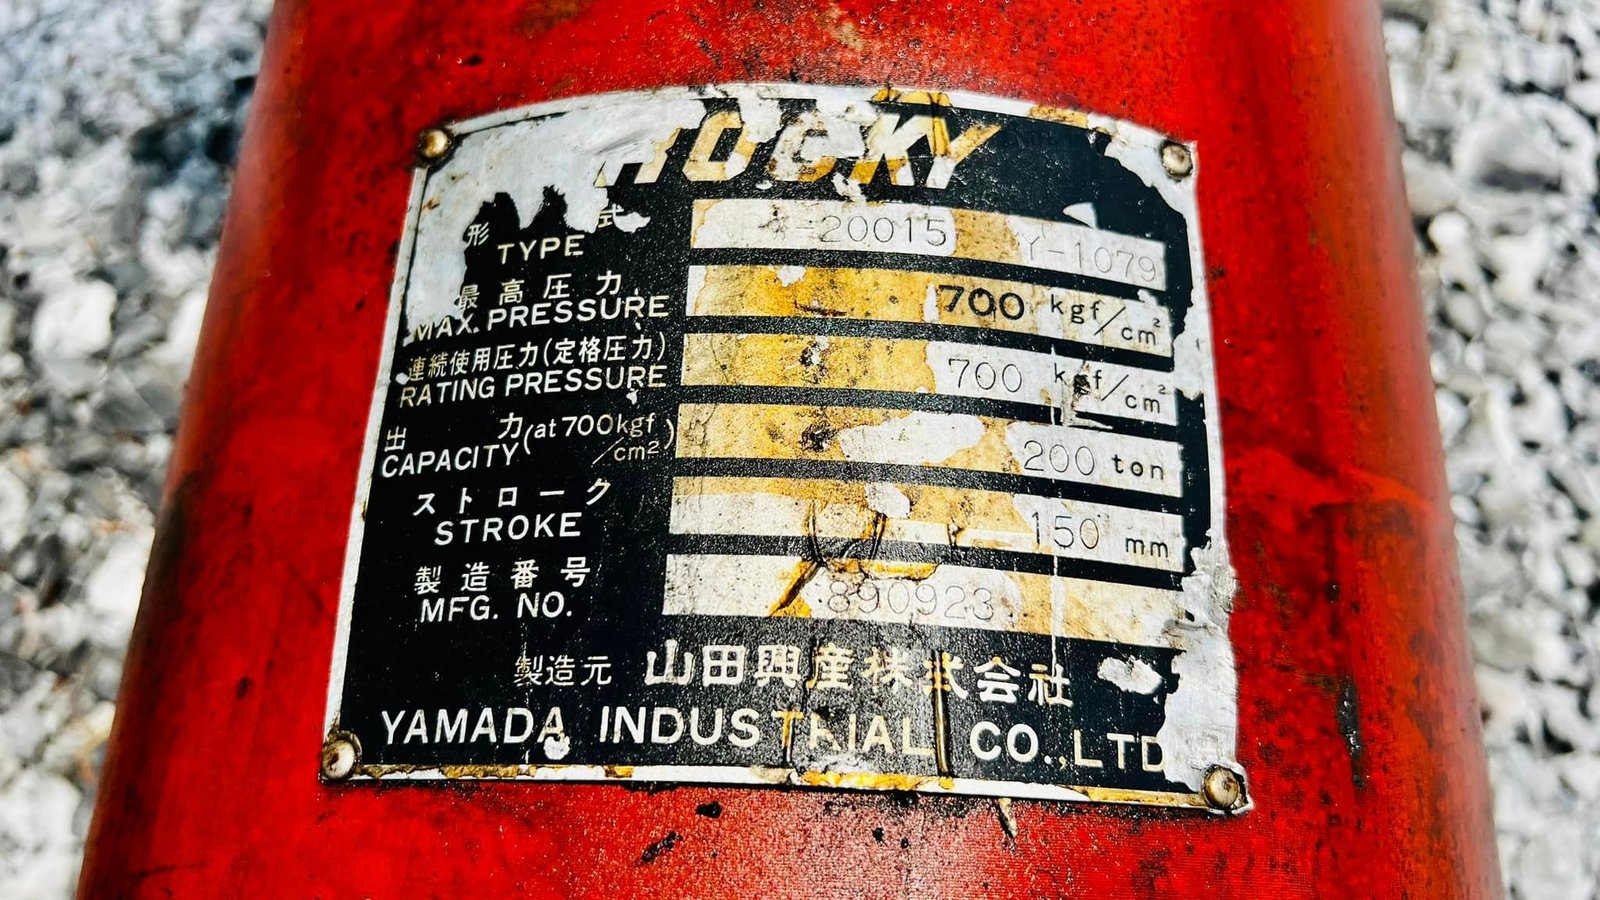 ROCKY
形式 -20015 Y-1079
TYPE
最高圧力 700 kgf/cm²
MAX. PRESSURE
連続使用圧力(定格圧力) 700 kgf/cm²
RATING PRESSURE
出力 (at 700kgf/cm2) 200 ton
CAPACITY
ストローク 150 mm
STROKE
製造番号 890923
MFG. NO.
製造元 山田興産株式会社
YAMADA INDUSTRIAL CO.,LTD